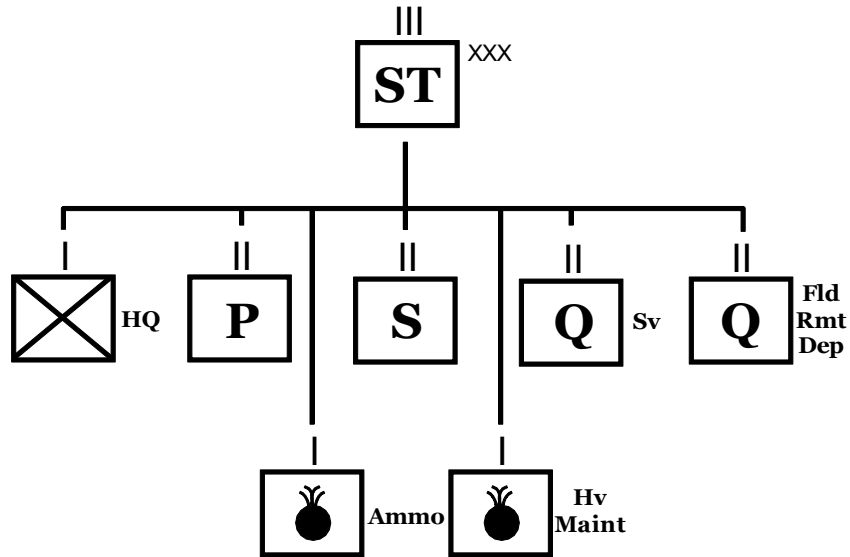 III
ST XXX
I II II II II
HQ
P
S
Q Sv
Q Fld
Rmt
Dep
I I
Ammo
Hv
Maint